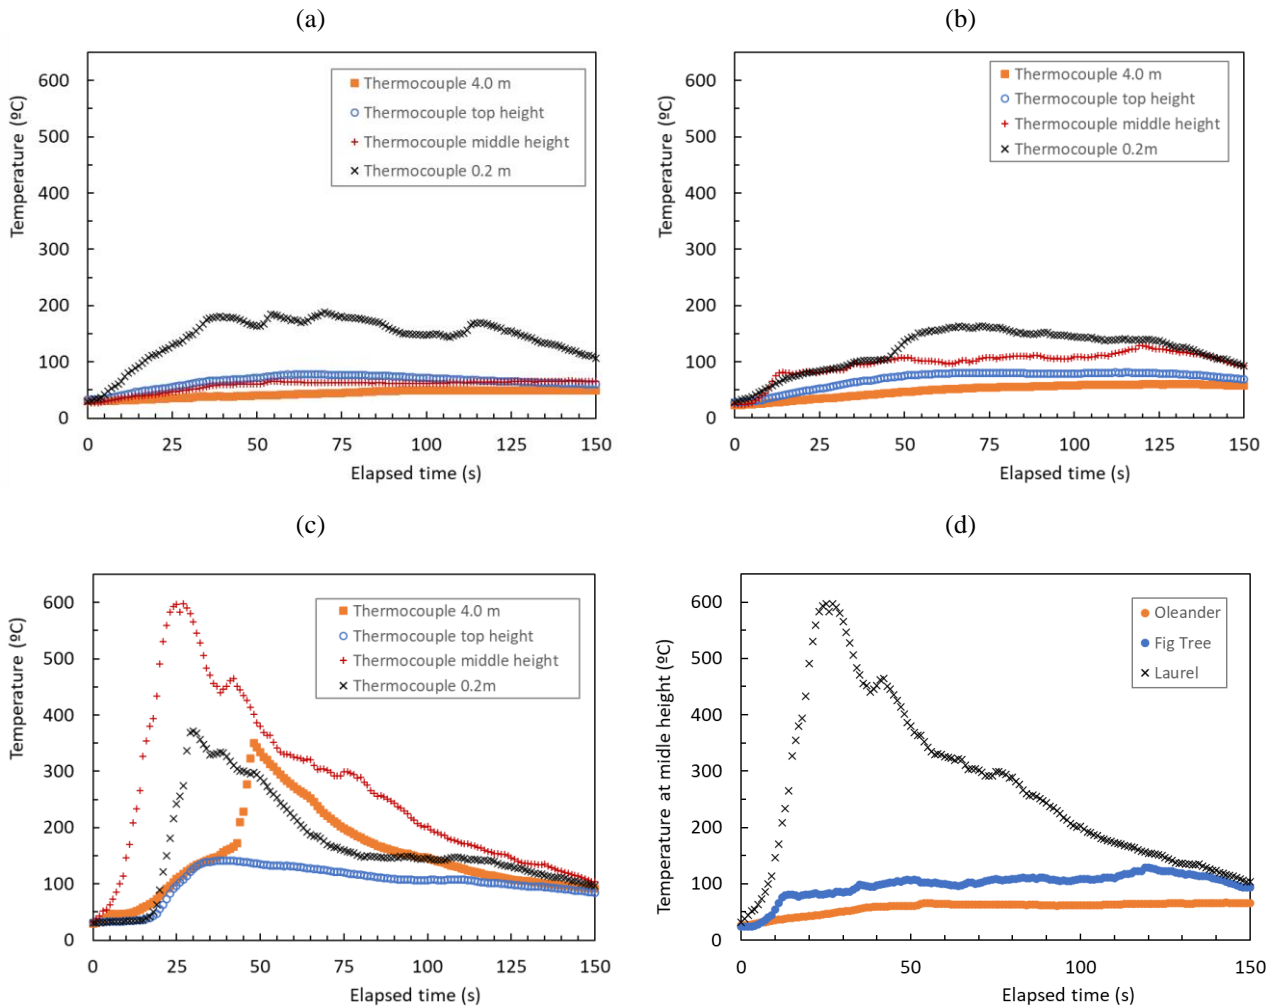 (a)
Temperature (ºC)
600
500
400
300
200
100
0
Thermocouple 4.0 m
Thermocouple top height
Thermocouple middle height
Thermocouple 0.2 m
0 25 50 75 100 125 150
Elapsed time (s)
(b)
Temperature (ºC)
600
500
400
300
200
100
0
Thermocouple 4.0 m
Thermocouple top height
Thermocouple middle height
Thermocouple 0.2m
0 25 50 75 100 125 150
Elapsed time (s)
(c)
Temperature (ºC)
600
500
400
300
200
100
0
Thermocouple 4.0 m
Thermocouple top height
Thermocouple middle height
Thermocouple 0.2m
0 25 50 75 100 125 150
Elapsed time (s)
(d)
Temperature at midle height (ºC)
600
500
400
300
200
100
0
Oleander
Fig Tree
Laurel
0 50 100 150
Elapsed time (s)